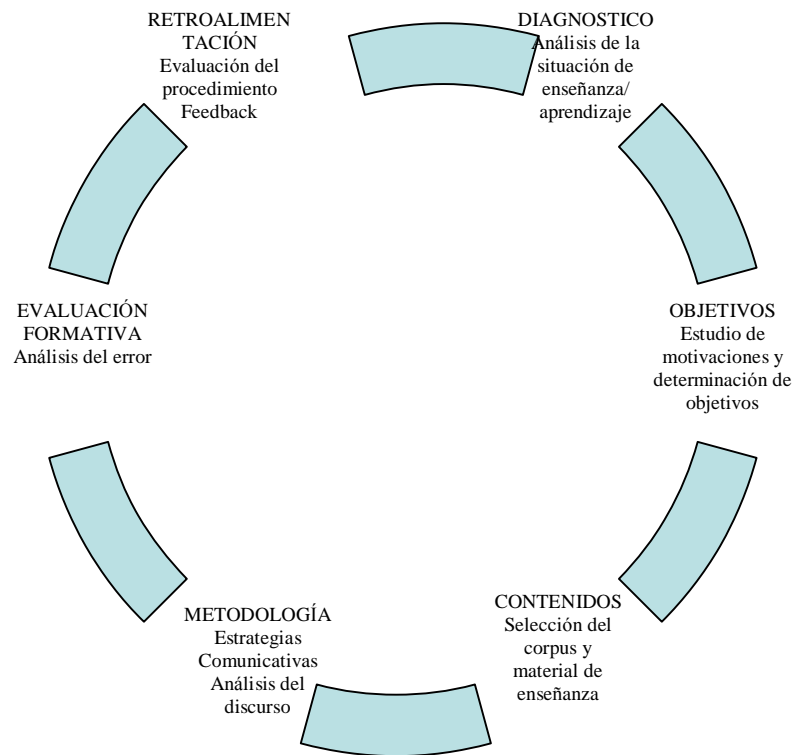 RETROALIMEN
TACIÓN
Evaluación del
procedimiento
Feedback
DIAGNOSTICO
Análisis de la
situación de
enseñanza/
aprendizaje
OBJETIVOS
Estudio de
motivaciones y
determinación de
objetivos
CONTENIDOS
Selección del
corpus y
material de
enseñanza
METODOLOGÍA
Estrategias
Comunicativas
Análisis del
discurso
EVALUACIÓN
FORMATIVA
Análisis del error